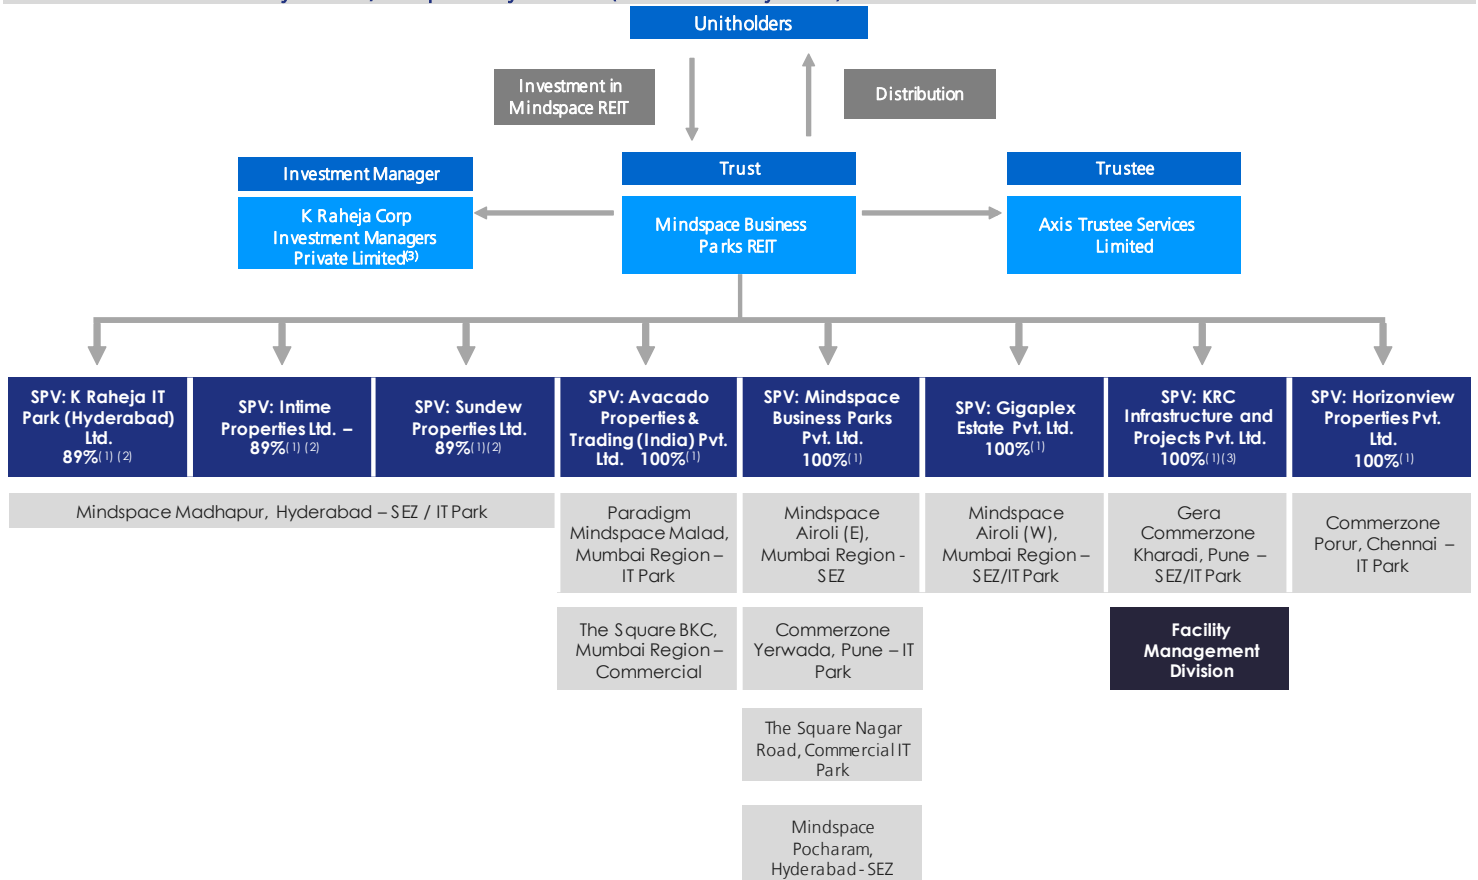 Unitholders
Investment in
Mindspace REIT
Distribution
Investment Manager
Trust
Trustee
K Raheja Corp
Investment Managers
Private Limited(3)
Mindspace Business
Parks REIT
Axis Trustee Services
Limited
SPV: K Raheja IT
Park (Hyderabad)
Ltd.
89%(1) (2)
SPV: Intime
Properties Ltd. –
89%(1) (2)
SPV: Sundew
Properties Ltd.
89%(1)(2)
SPV: Avacado
Properties &
Trading (India) Pvt.
Ltd. 100%(1)
SPV: Mindspace
Business Parks
Pvt. Ltd.
100%(1)
SPV: Gigaplex
Estate Pvt. Ltd.
100%(1)
SPV: KRC
Infrastructure and
Projects Pvt. Ltd.
100%(1)(3)
SPV: Horizonview
Properties Pvt.
Ltd.
100%(1)
Mindspace Madhapur, Hyderabad – SEZ / IT Park
Paradigm
Mindspace Malad,
Mumbai Region –
IT Park
Mindspace
Airoli (E),
Mumbai Region -
SEZ
Mindspace
Airoli (W),
Mumbai Region –
SEZ/IT Park
Gera
Commerzone
Kharadi, Pune –
SEZ/IT Park
Commerzone
Porur, Chennai –
IT Park
The Square BKC,
Mumbai Region –
Commercial
Commerzone
Yerwada, Pune – IT
Park
Facility
Management
Division
The Square Nagar
Road, Commercial IT
Park
Mindspace
Pocharam,
Hyderabad - SEZ